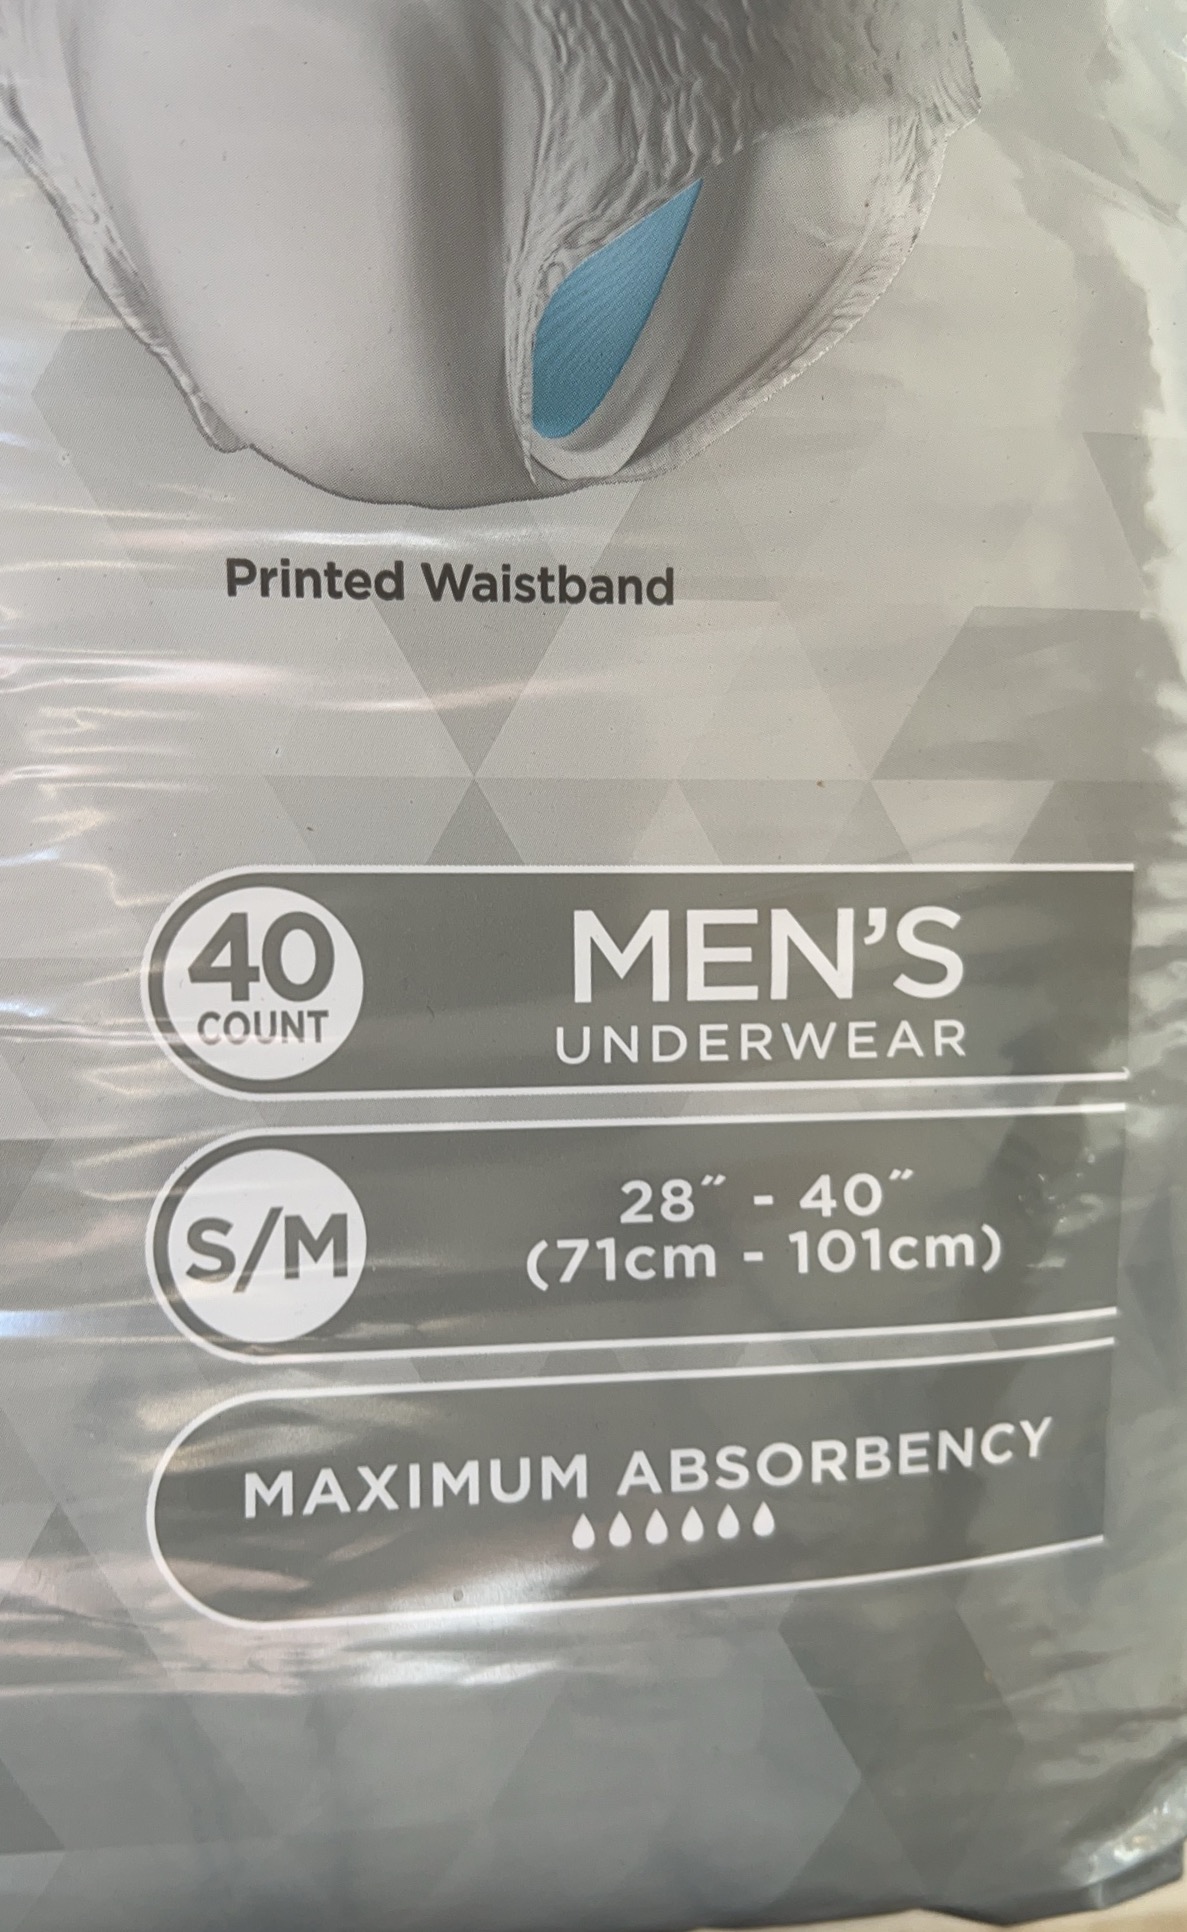 Printed Waistband
40
COUNT
MEN'S
UNDERWEAR
S/M
28" - 40"
(71cm - 101cm)
MAXIMUM ABSORBENCY